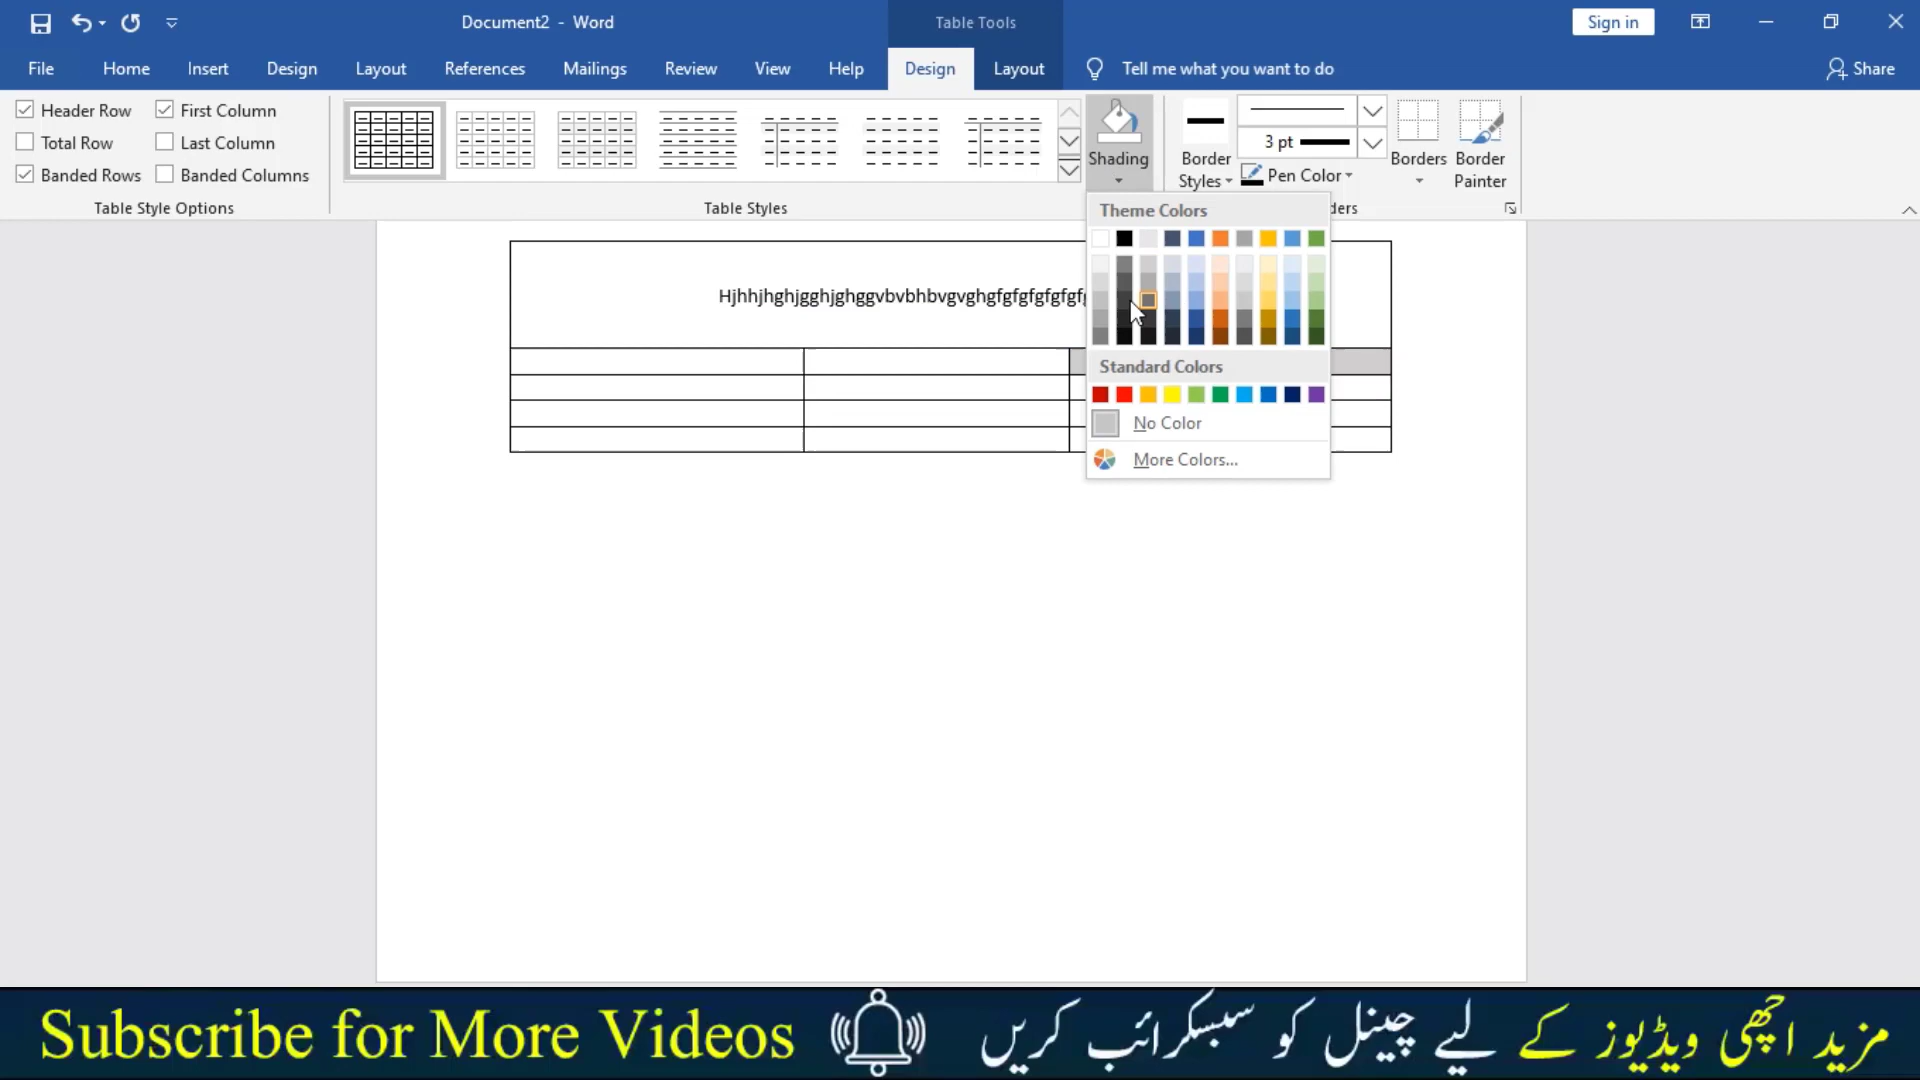 Document2 - Word
Table Tools
Sign in
File
Home
Insert
Design
Layout
References
Mailings
Review
View
Help
Design
Layout
Tell me what you want to do
Share
Header Row
First Column
Total Row
Last Column
Banded Rows
Banded Columns
Table Style Options
Table Styles
Shading
Border
Styles
3 pt
Pen Color
Borders
Border
Painter
ders
Theme Colors
Standard Colors
No Color
More Colors...
Subscribe for More Videos
مزید اچھی ویڈیوز کے لیے چینل کو سبسکرائب کریں